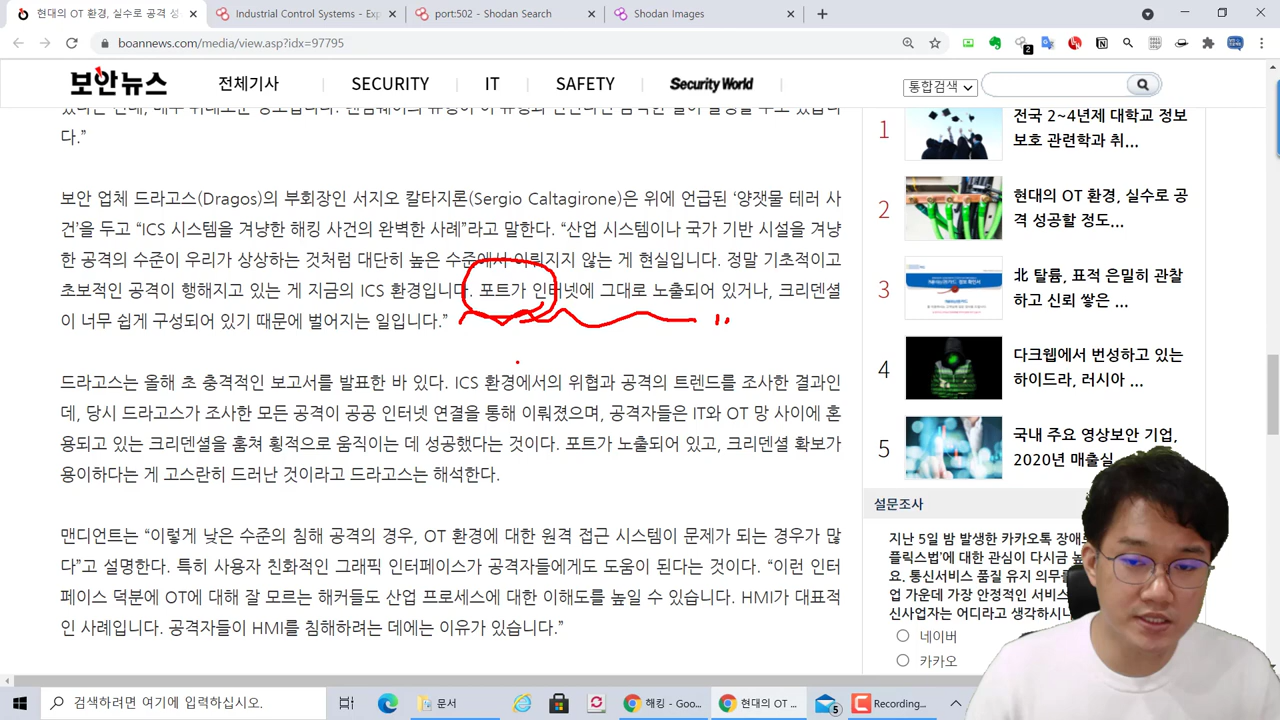 현대의 OT 환경, 실수로 공격 성
Industrial Control Systems - Exp
port:502 - Shodan Search
Shodan Images
boannews.com/media/view.asp?idx=97795
2
보안뉴스
전체기사
SECURITY
IT
SAFETY
Security World
통합검색
다.”
보안 업체 드라고스(Dragos)의 부회장인 서지오 칼타지론(Sergio Caltagirone)은 위에 언급된 ‘양잿물 테러 사
건’을 두고 “ICS 시스템을 겨냥한 해킹 사건의 완벽한 사례”라고 말한다. “산업 시스템이나 국가 기반 시설을 겨냥
한 공격의 수준이 우리가 상상하는 것처럼 대단히 높은 수준에서 이뤄지지 않는 게 현실입니다. 정말 기초적이고
초보적인 공격이 행해지고 있는 게 지금의 ICS 환경입니다. 포트가 인터넷에 그대로 노출되어 있거나, 크리덴셜
이 너무 쉽게 구성되어 있기 때문에 벌어지는 일입니다.”
드라고스는 올해 초 충격적인 보고서를 발표한 바 있다. ICS 환경에서의 위협과 공격의 트렌드를 조사한 결과인
데, 당시 드라고스가 조사한 모든 공격이 공공 인터넷 연결을 통해 이뤄졌으며, 공격자들은 IT와 OT 망 사이에 혼
용되고 있는 크리덴셜을 훔쳐 횡적으로 움직이는 데 성공했다는 것이다. 포트가 노출되어 있고, 크리덴셜 확보가
용이하다는 게 고스란히 드러난 것이라고 드라고스는 해석한다.
맨디언트는 “이렇게 낮은 수준의 침해 공격의 경우, OT 환경에 대한 원격 접근 시스템이 문제가 되는 경우가 많
다”고 설명한다. 특히 사용자 친화적인 그래픽 인터페이스가 공격자들에게도 도움이 된다는 것이다. “이런 인터
페이스 덕분에 OT에 대해 잘 모르는 해커들도 산업 프로세스에 대한 이해도를 높일 수 있습니다. HMI가 대표적
인 사례입니다. 공격자들이 HMI를 침해하려는 데에는 이유가 있습니다.”
1
전국 2~4년제 대학교 정보
보호 관련학과 취...
2
현대의 OT 환경, 실수로 공
격 성공할 정도...
3
北 탈륨, 표적 은밀히 관찰
하고 신뢰 쌓은 ...
4
다크웹에서 번성하고 있는
하이드라, 러시아 ...
5
국내 주요 영상보안 기업,
2020년 매출실
설문조사
지난 5일 밤 발생한 카카오톡 장애로
플릭스법’에 대한 관심이 다시금 높
요. 통신서비스 품질 유지 의무를
업 가운데 가장 안정적인 서비스
신사업자는 어디라고 생각하시나
네이버
카카오
검색하려면 여기에 입력하십시오.
문서
해킹 - Goo...
현대의 OT ...
5
Recording...